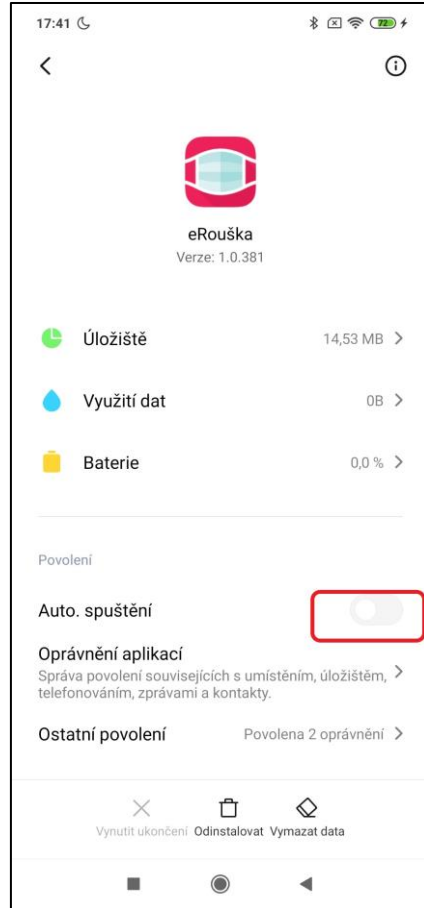 17:41
72
eRouška
Verze: 1.0.381
Úložiště 14,53 MB
Využití dat 0B
Baterie 0,0 %
Povolení
Auto. spuštění
Oprávnění aplikací
Správa povolení souvisejících s umístěním, úložištěm,
telefonováním, zprávami a kontakty.
Ostatní povolení Povolena 2 oprávnění
Vynutit ukončení Odinstalovat Vymazat data